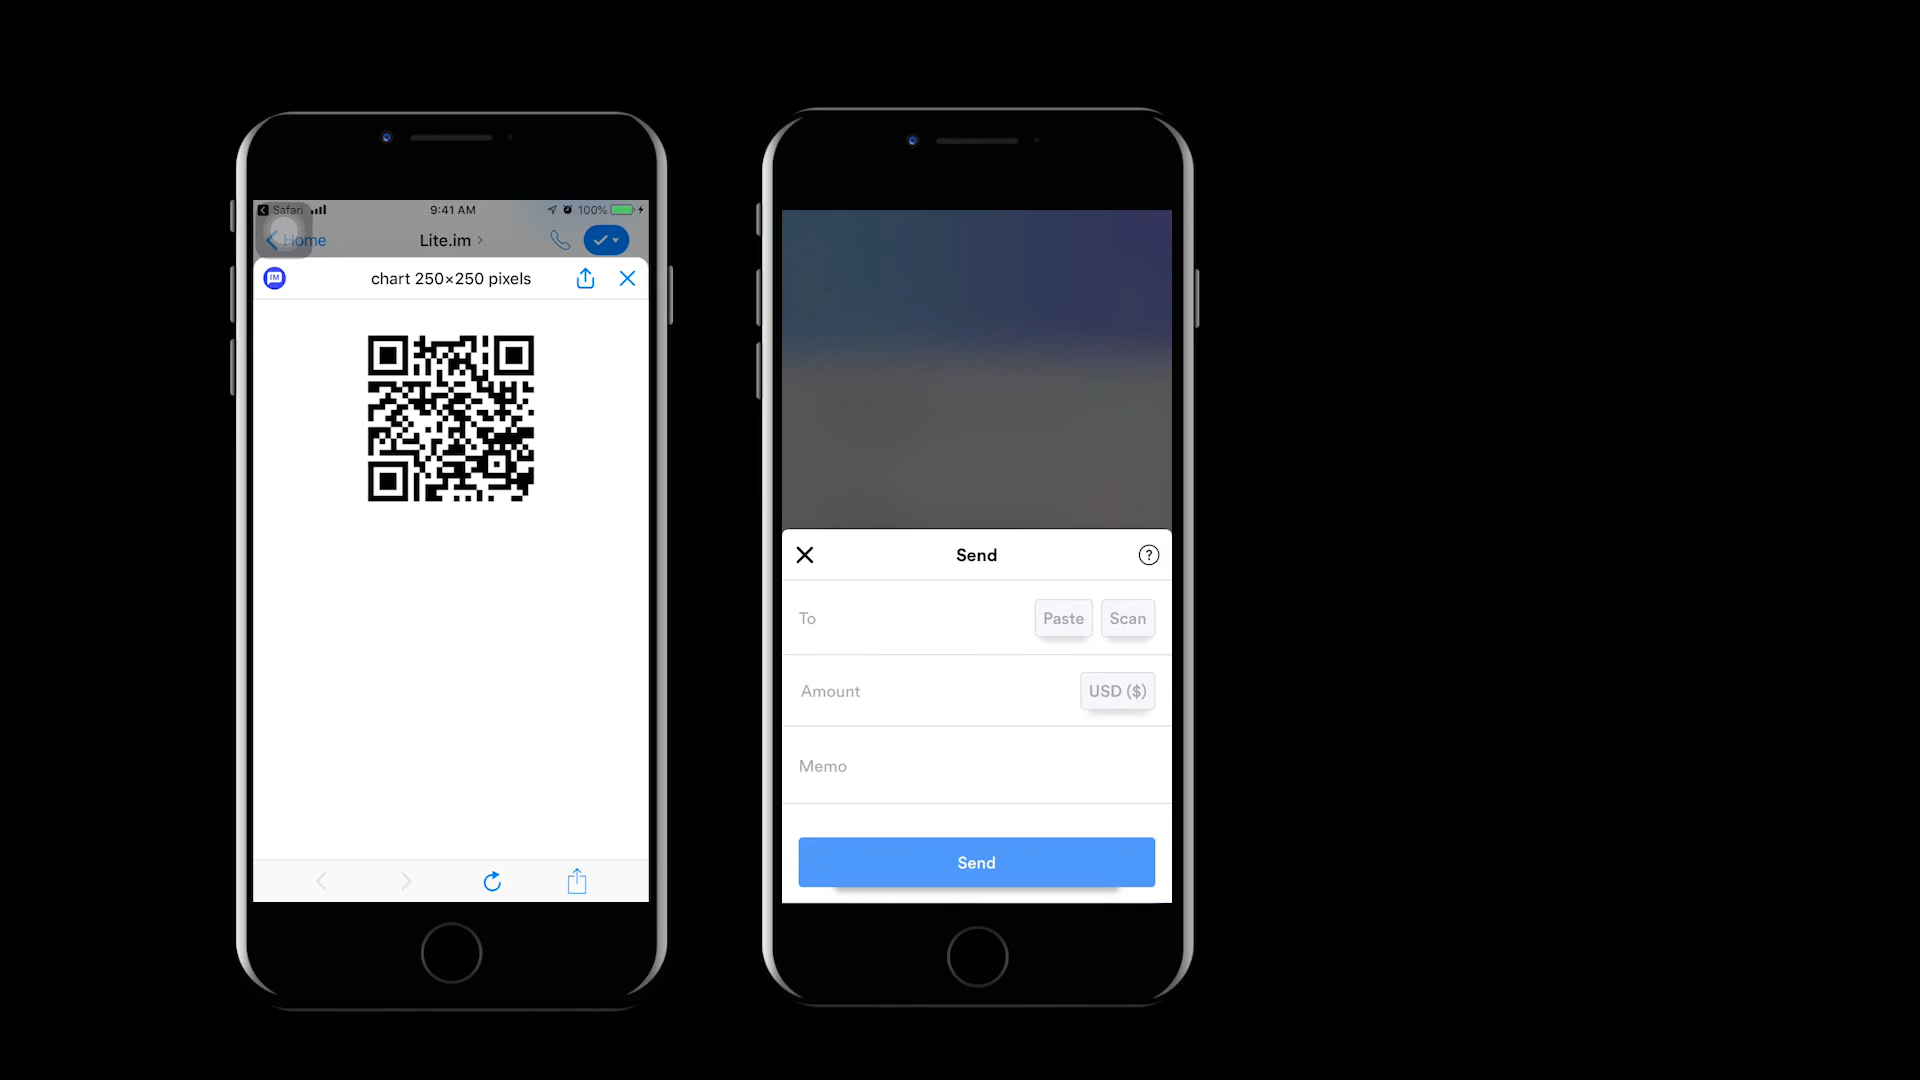 Safari 9:41 AM 100%
Home Lite.im
IM chart 250×250 pixels
Send ?
To Paste Scan
Amount USD ($)
Memo
Send